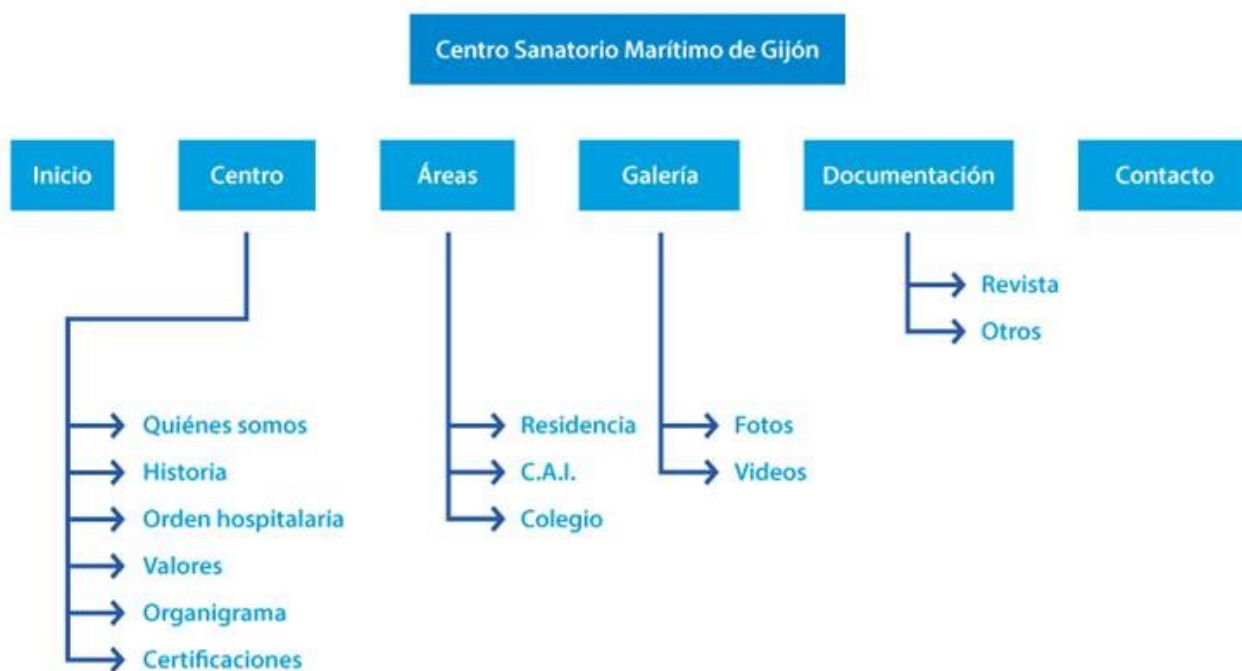 Centro Sanatorio Marítimo de Gijón
Inicio
Centro
Áreas
Galería
Documentación
Contacto
Quiénes somos
Historia
Orden hospitalaria
Valores
Organigrama
Certificaciones
Residencia
C.A.I.
Colegio
Fotos
Videos
Revista
Otros